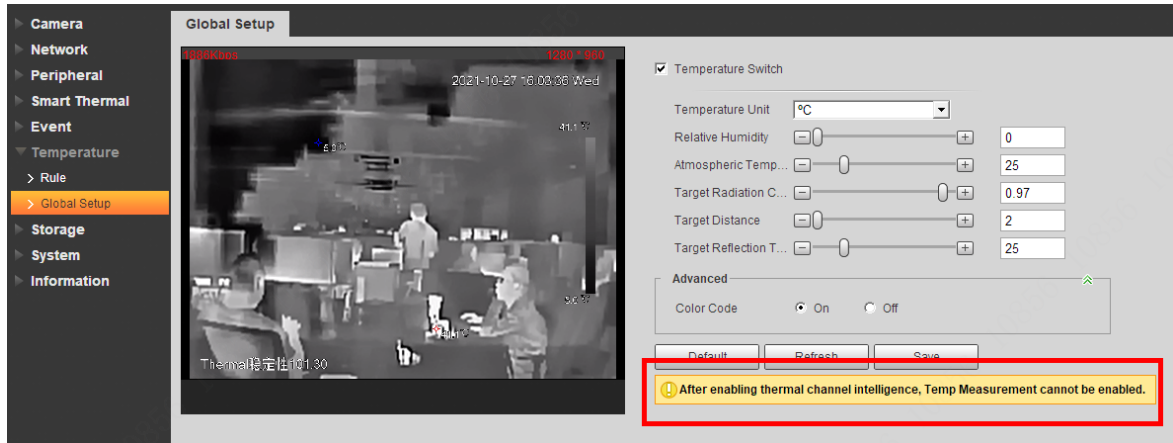 Camera
Network
Peripheral
Smart Thermal
Event
Temperature
Rule
Global Setup
Storage
System
Information
Global Setup
1280 * 960
2021-10-27 16:03:36 Wed
41.1 ℃
Temperature Switch
Temperature Unit ºC
Relative Humidity 0
Atmospheric Temp... 25
Target Radiation C... 0.97
Target Distance 2
Target Reflection T... 25
Advanced
Color Code On Off
Default Refresh Save
After enabling thermal channel intelligence, Temp Measurement cannot be enabled.